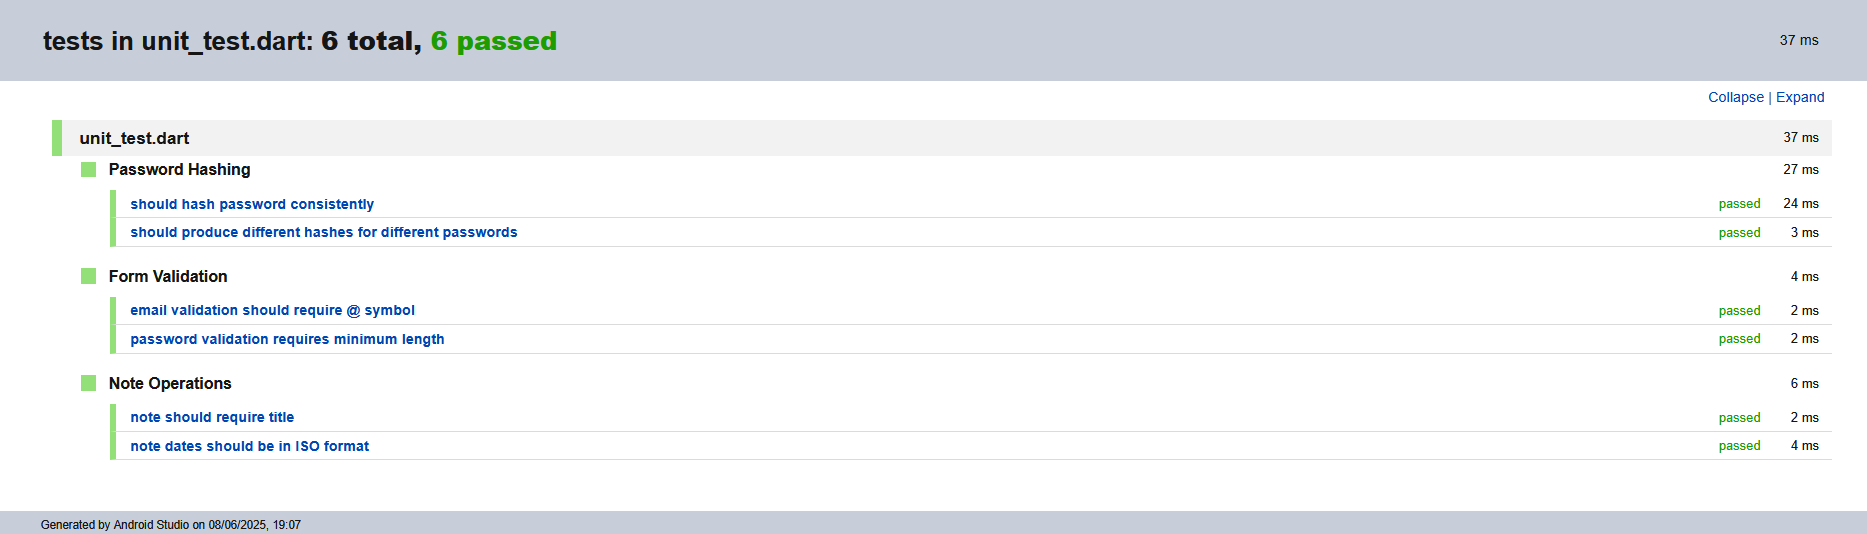 tests in unit_test.dart: 6 total, 6 passed 37 ms
Collapse | Expand
unit_test.dart 37 ms
Password Hashing 27 ms
should hash password consistently passed 24 ms
should produce different hashes for different passwords passed 3 ms
Form Validation 4 ms
email validation should require @ symbol passed 2 ms
password validation requires minimum length passed 2 ms
Note Operations 6 ms
note should require title passed 2 ms
note dates should be in ISO format passed 4 ms
Generated by Android Studio on 08/06/2025, 19:07